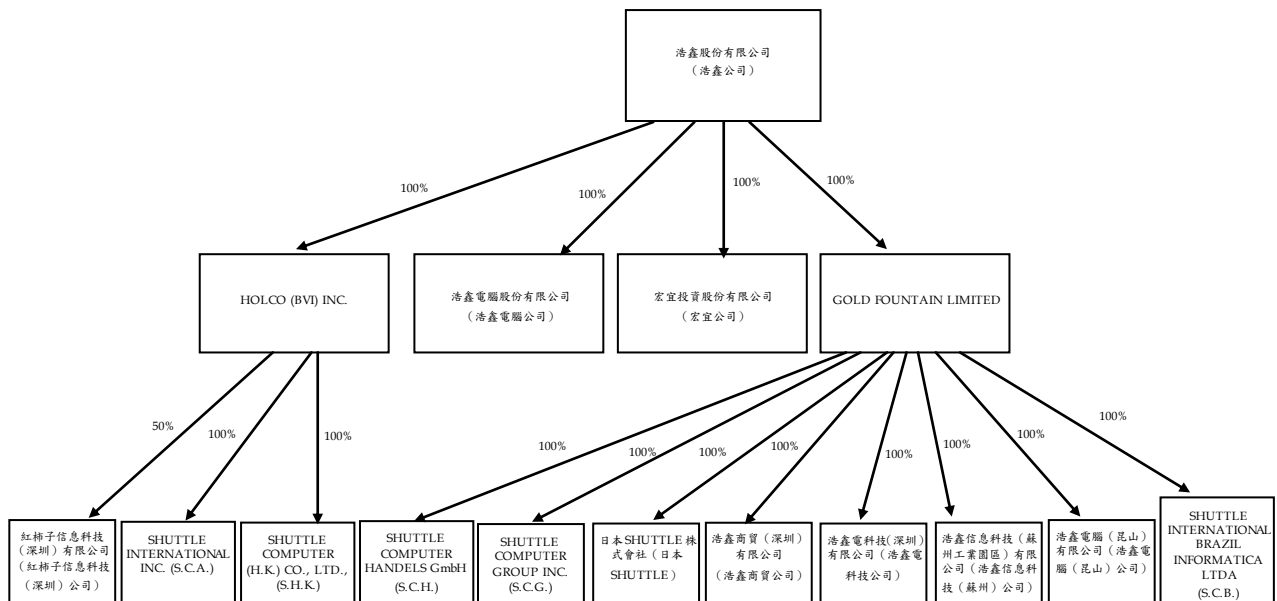 浩鑫股份有限公司
（浩鑫公司）
100%
100%
100%
100%
HOLCO (BVI) INC.
浩鑫電腦股份有限公司
（浩鑫電腦公司）
宏宜投資股份有限公司
（宏宜公司）
GOLD FOUNTAIN LIMITED
50%
100%
100%
100%
100%
100%
100%
100%
100%
100%
紅柿子信息科技
（深圳）有限公司
（紅柿子信息科技
（深圳）公司）
SHUTTLE
INTERNATIONAL
INC. (S.C.A.)
SHUTTLE
COMPUTER
(H.K.) CO., LTD.,
(S.H.K.)
SHUTTLE
COMPUTER
HANDELS GmbH
(S.C.H.)
SHUTTLE
COMPUTER
GROUP INC.
(S.C.G.)
日本 SHUTTLE 株
式會社（日本
SHUTTLE）
浩鑫商貿（深圳）
有限公司
（浩鑫商貿公司）
浩鑫電科技(深圳)
有限公司（浩鑫電
科技公司）
浩鑫信息科技（蘇
州工業園區）有限
公司（浩鑫信息科
技（蘇州）公司）
浩鑫電腦（昆山）
有限公司（浩鑫電
腦（昆山）公司）
SHUTTLE
INTERNATIONAL
BRAZIL
INFORMATICA
LTDA
(S.C.B.)